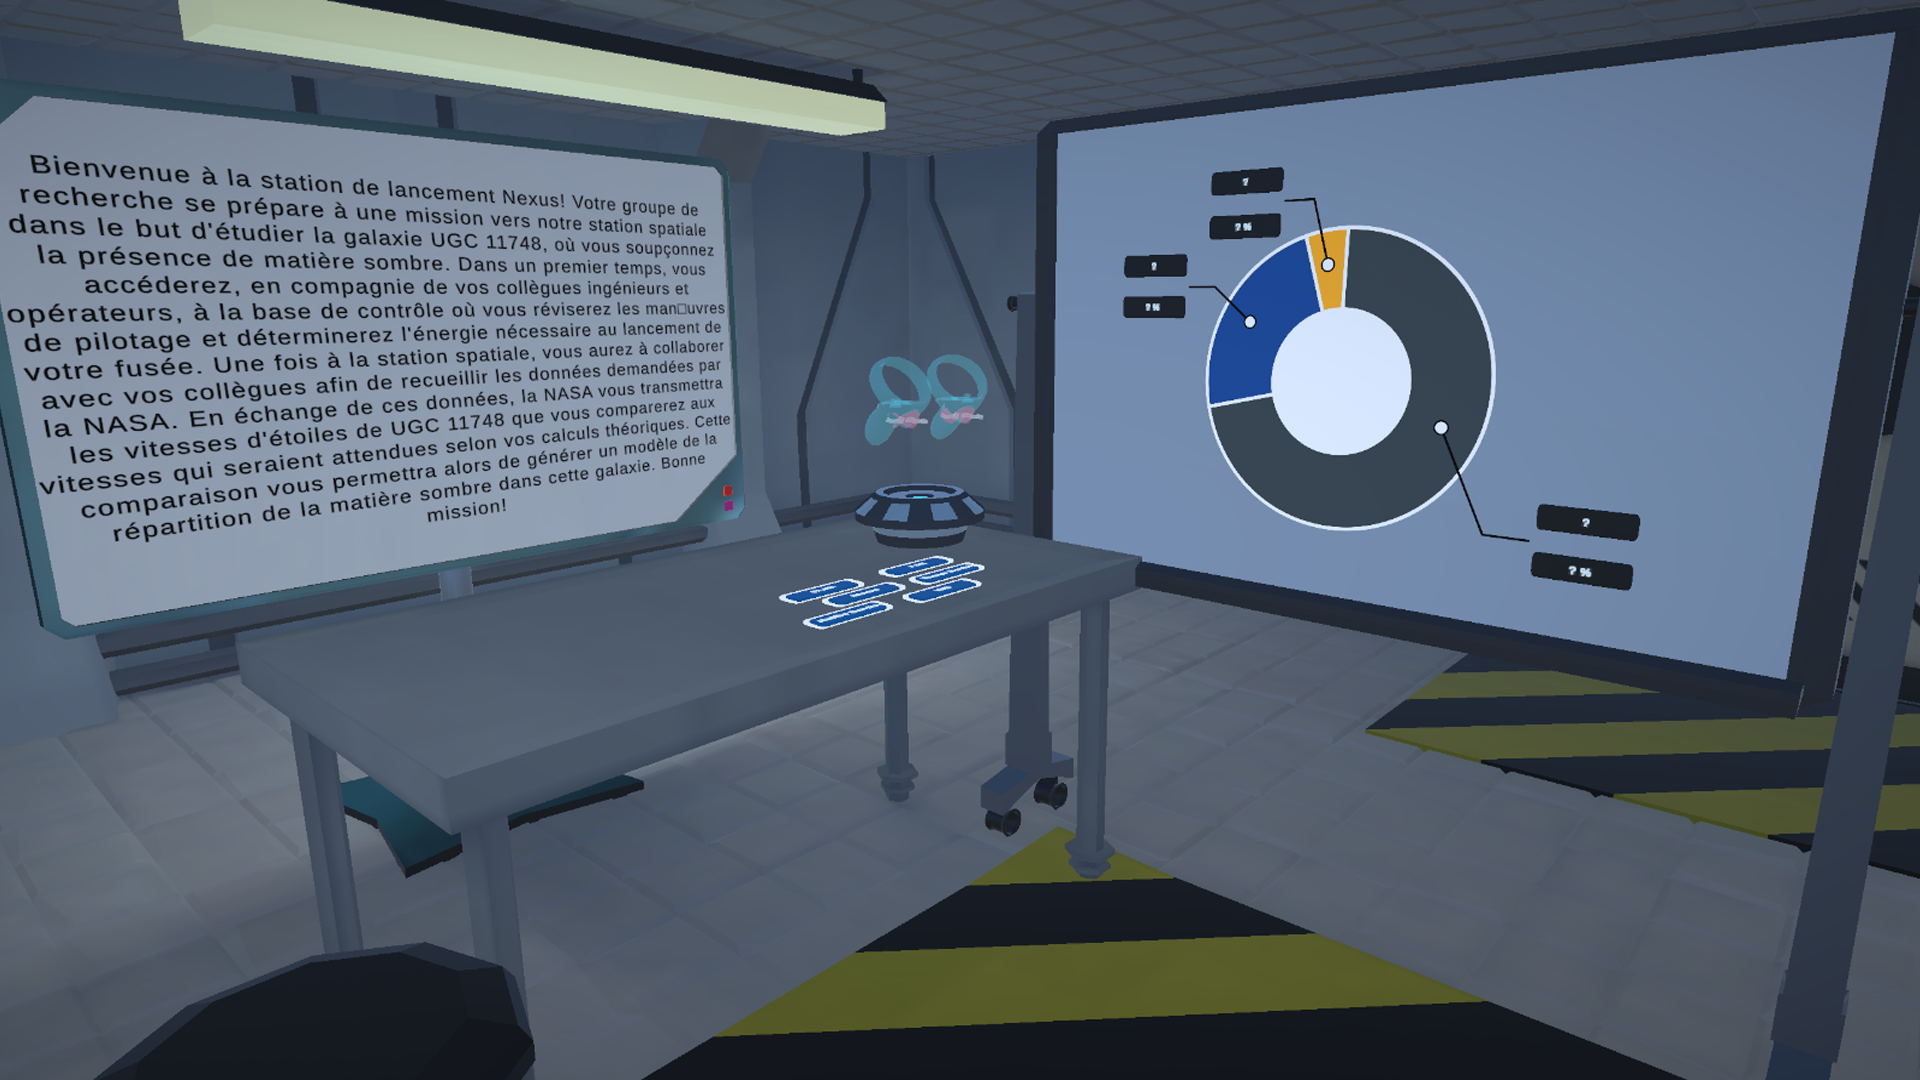 Bienvenue à la station de lancement Nexus! Votre groupe de
recherche se prépare à une mission vers notre station spatiale
dans le but d'étudier la galaxie UGC 11748, où vous soupçonnez
la présence de matière sombre. Dans un premier temps, vous
accéderez, en compagnie de vos collègues ingénieurs et
opérateurs, à la base de contrôle où vous réviserez les man□uvres
de pilotage et déterminerez l'énergie nécessaire au lancement de
votre fusée. Une fois à la station spatiale, vous aurez à collaborer
avec vos collègues afin de recueillir les données demandées par
la NASA. En échange de ces données, la NASA vous transmettra
les vitesses d'étoiles de UGC 11748 que vous comparerez aux
vitesses qui seraient attendues selon vos calculs théoriques. Cette
comparaison vous permettra alors de générer un modèle de la
répartition de la matière sombre dans cette galaxie. Bonne
mission!
?
? %
?
? %
?
? %